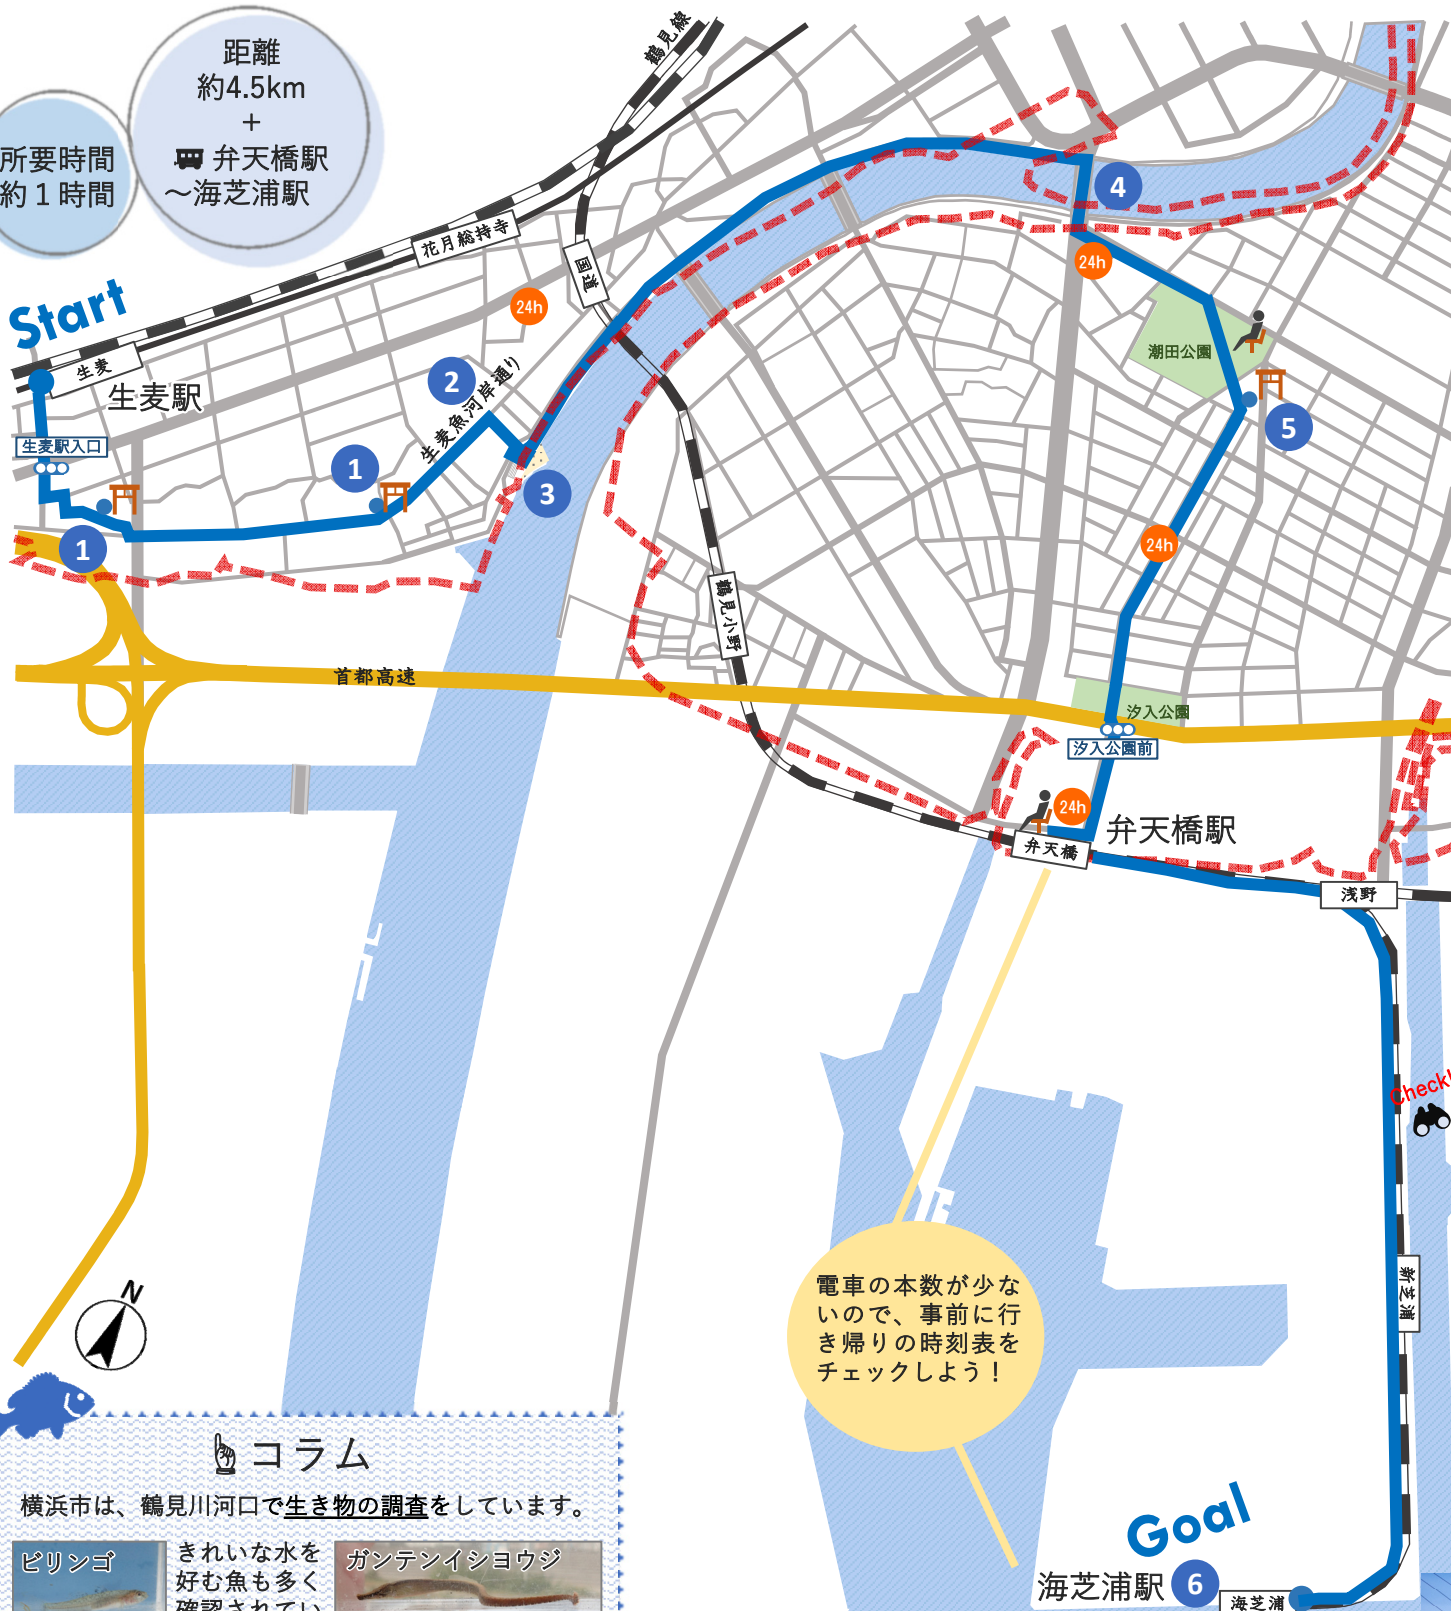 距離
約4.5km
+
弁天橋駅
～海芝浦駅
所要時間
約1時間
鶴見線
花月総持寺
国道
Start
生麦
生麦駅
生麦駅入口
24h
2
生麦魚河岸通り
1
1
3
4
24h
潮田公園
5
24h
鶴見小野
首都高速
汐入公園
汐入公園前
24h
弁天橋駅
弁天橋
浅野
Check!
新芝浦
N
電車の本数が少な
いので、事前に行
き帰りの時刻表を
チェックしよう！
Goal
海芝浦駅
6
海芝浦
コラム
横浜市は、鶴見川河口で生き物の調査をしています。
ビリンゴ
きれいな水を
好む魚も多く
確認されてい
ガンテンイシヨウジ